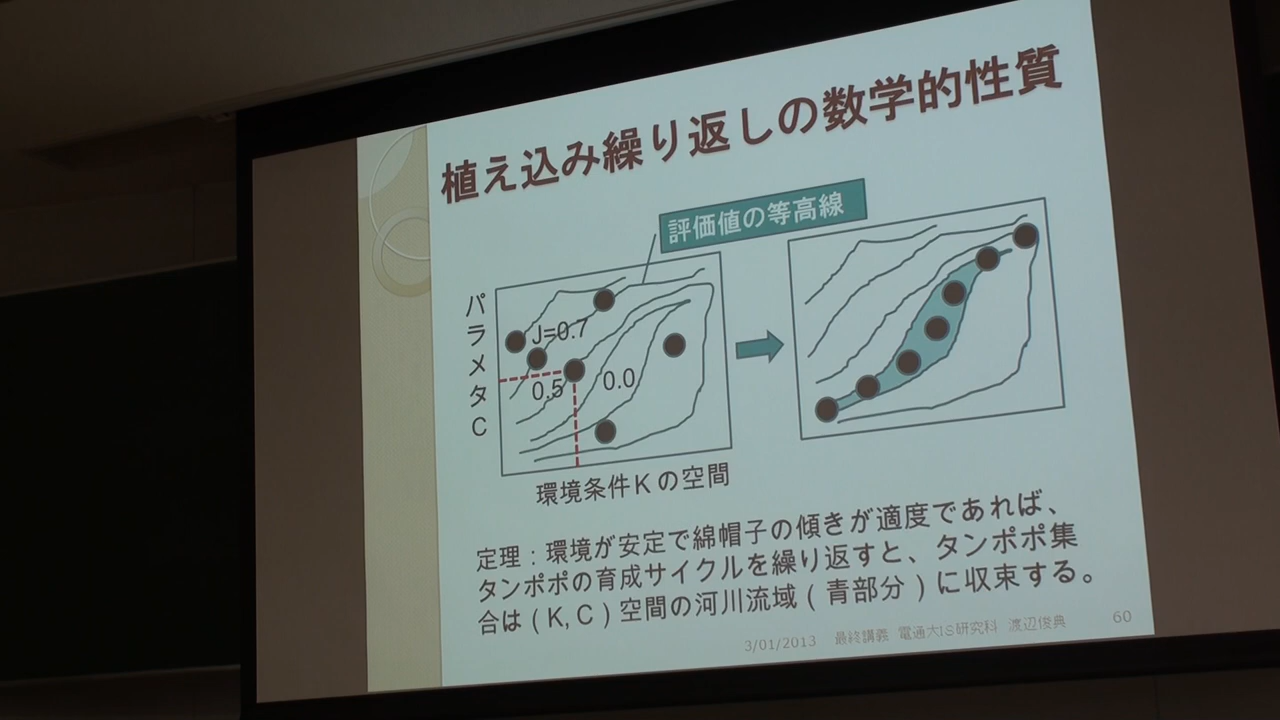 植え込み繰り返しの数学的性質
評価値の等高線
パラメタC
J=0.7
0.5
0.0
環境条件Kの空間
定理：環境が安定で綿帽子の傾きが適度であれば、
タンポポの育成サイクルを繰り返すと、タンポポ集
合は(K,C)空間の河川流域(青部分)に収束する。
3/01/2013 最終講義 電通大IS研究科 渡辺俊典 60